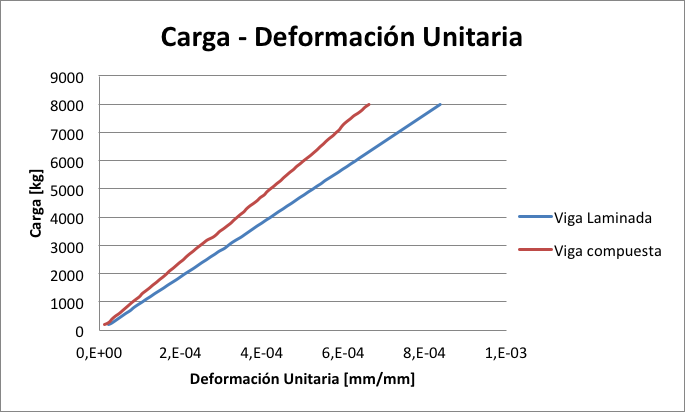 Carga - Deformación Unitaria
9000
8000
7000
6000
5000
4000
3000
2000
1000
0
Carga [kg]
0,E+00 2,E-04 4,E-04 6,E-04 8,E-04 1,E-03
Deformación Unitaria [mm/mm]
Viga Laminada
Viga compuesta